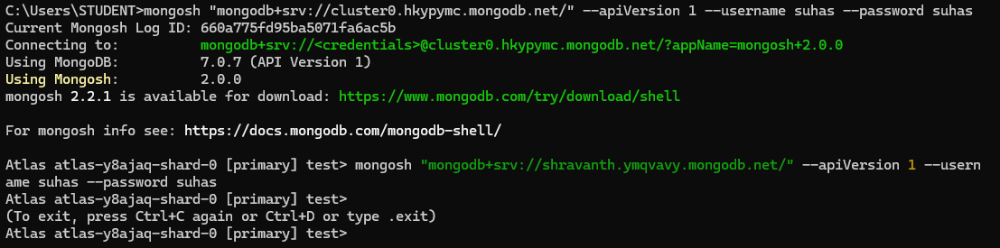 C:\Users\STUDENT>mongosh "mongodb+srv://cluster0.hkypymc.mongodb.net/" --apiVersion 1 --username suhas --password suhas
Current Mongosh Log ID: 660a775fd95ba5071fa6ac5b
Connecting to:          mongodb+srv://<credentials>@cluster0.hkypymc.mongodb.net/?appName=mongosh+2.0.0
Using MongoDB:          7.0.7 (API Version 1)
Using Mongosh:          2.0.0
mongosh 2.2.1 is available for download: https://www.mongodb.com/try/download/shell
For mongosh info see: https://docs.mongodb.com/mongodb-shell/
Atlas atlas-y8ajaq-shard-0 [primary] test> mongosh "mongodb+srv://shravanth.ymqvavy.mongodb.net/" --apiVersion 1 --usern
ame suhas --password suhas
Atlas atlas-y8ajaq-shard-0 [primary] test>
(To exit, press Ctrl+C again or Ctrl+D or type .exit)
Atlas atlas-y8ajaq-shard-0 [primary] test>